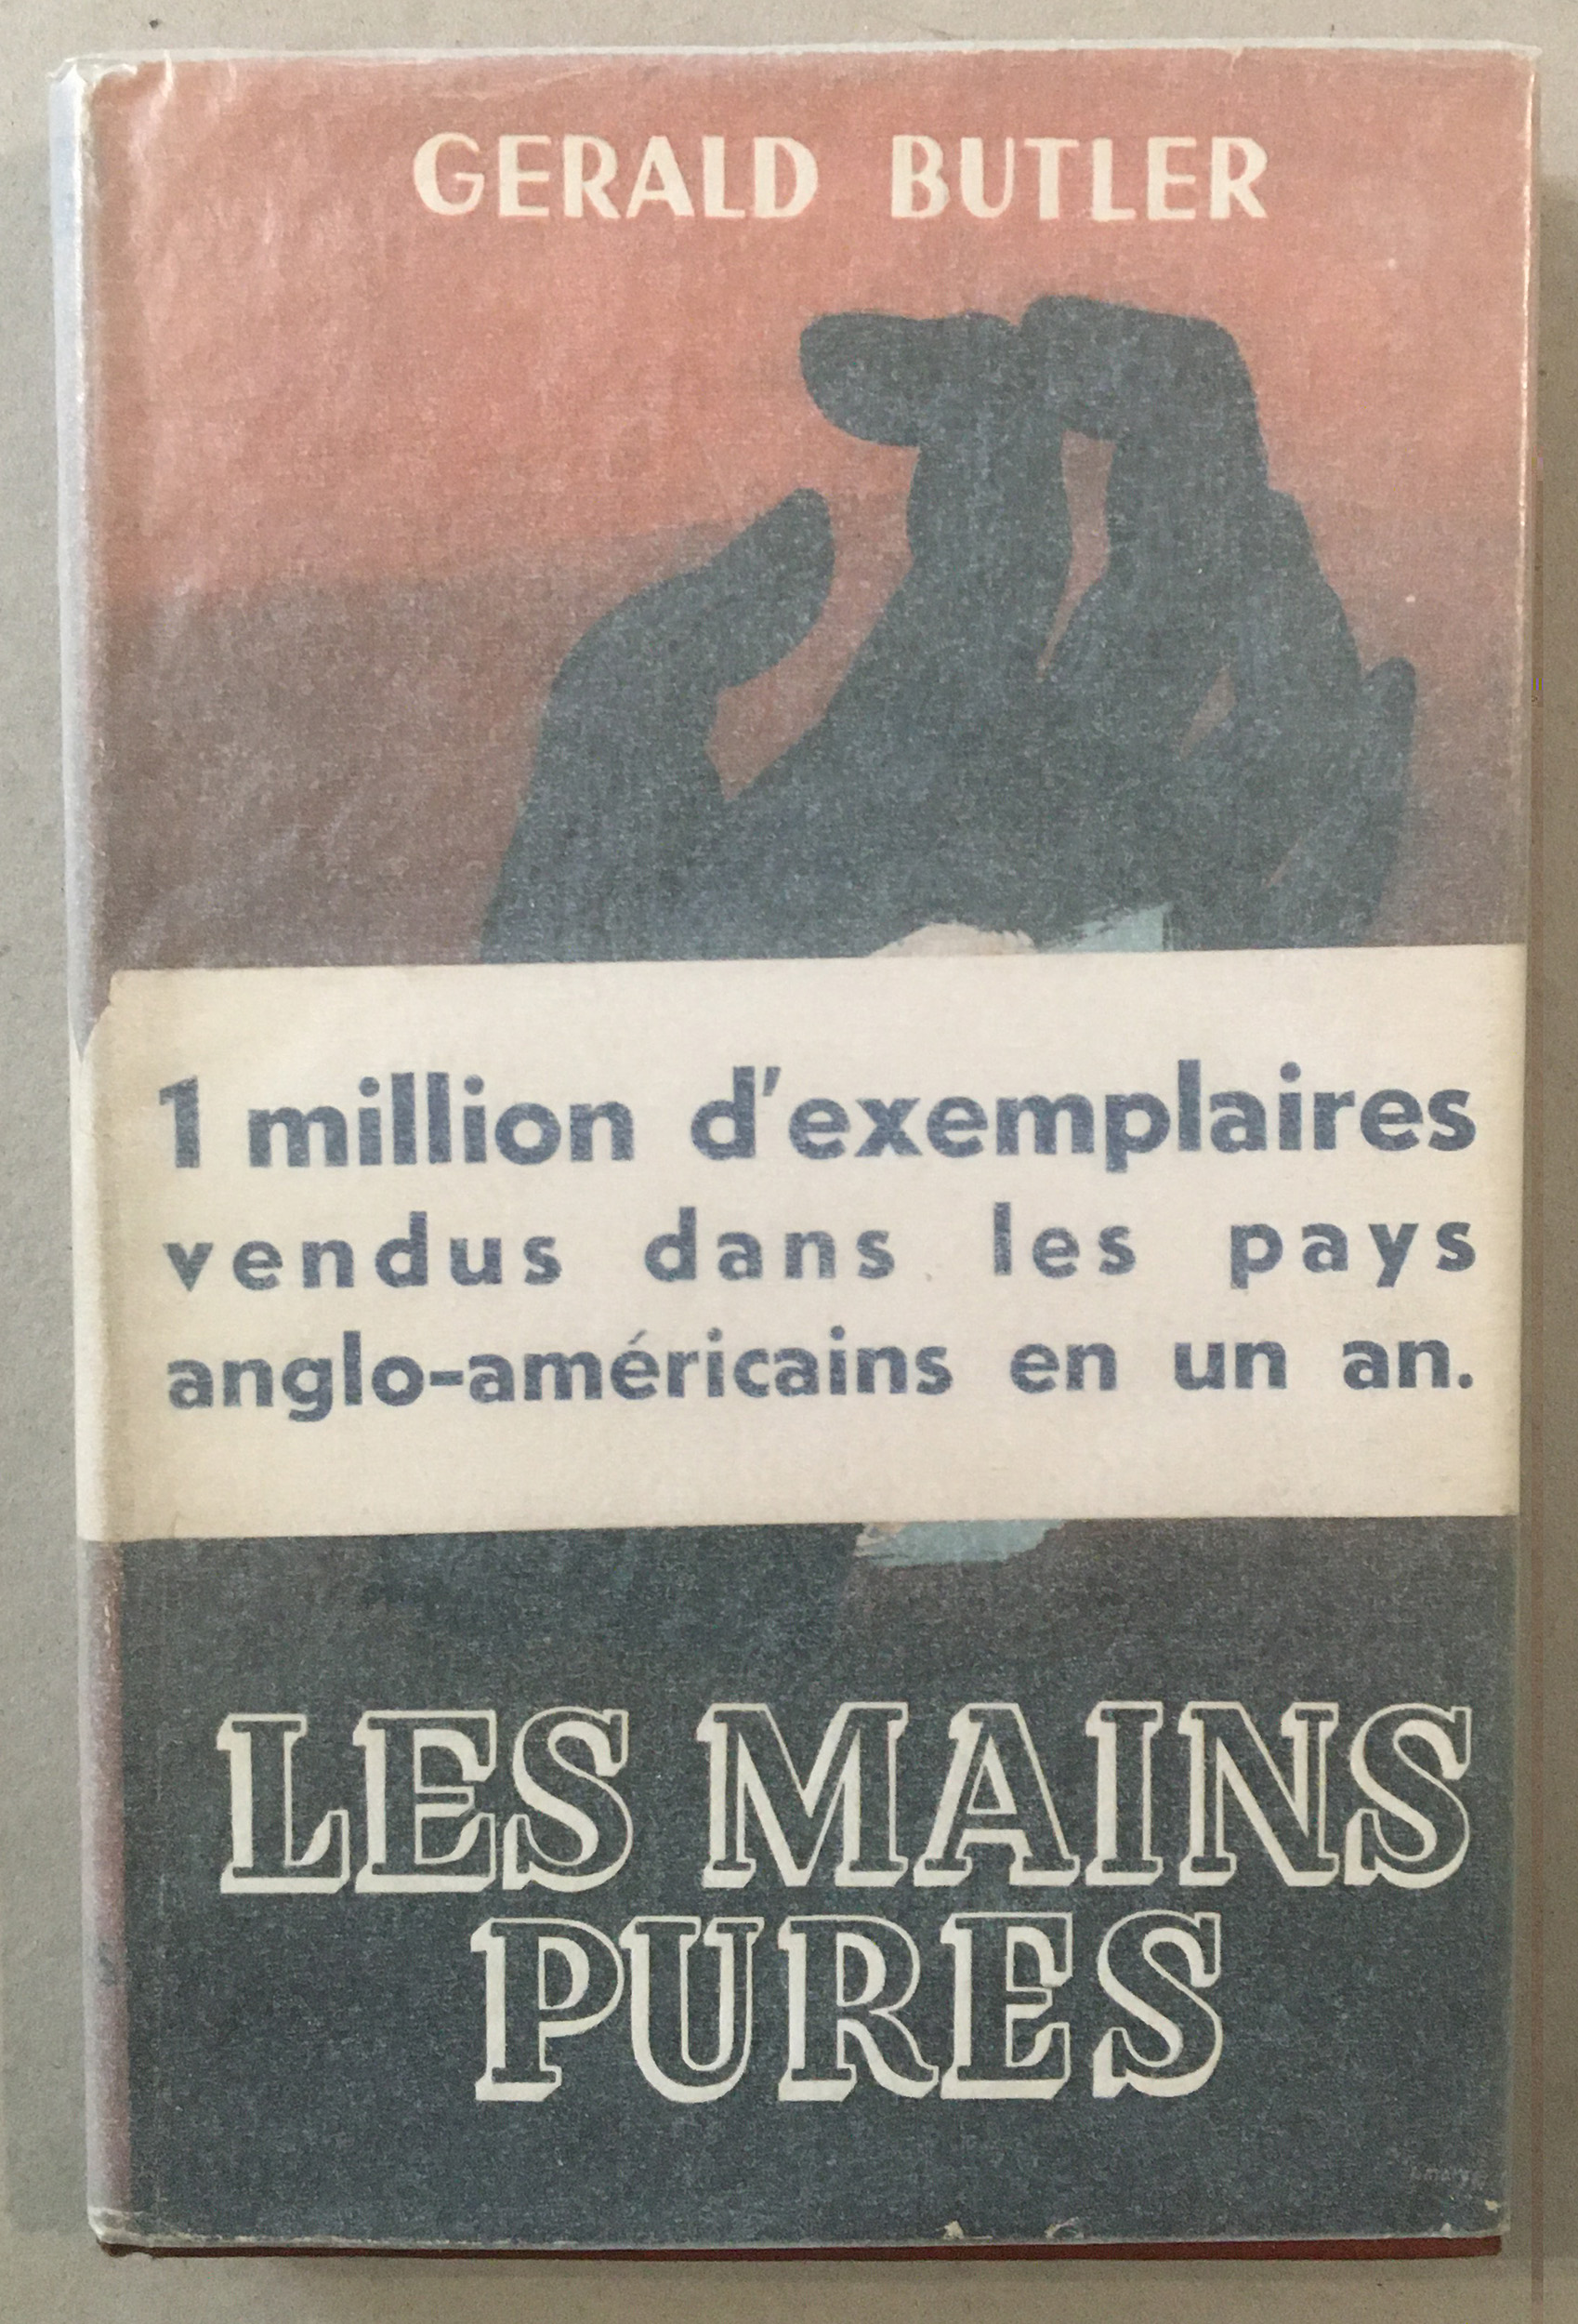 GERALD BUTLER
1 million d'exemplaires
vendus dans les pays
anglo-américains en un an.
LES MAINS
PURES